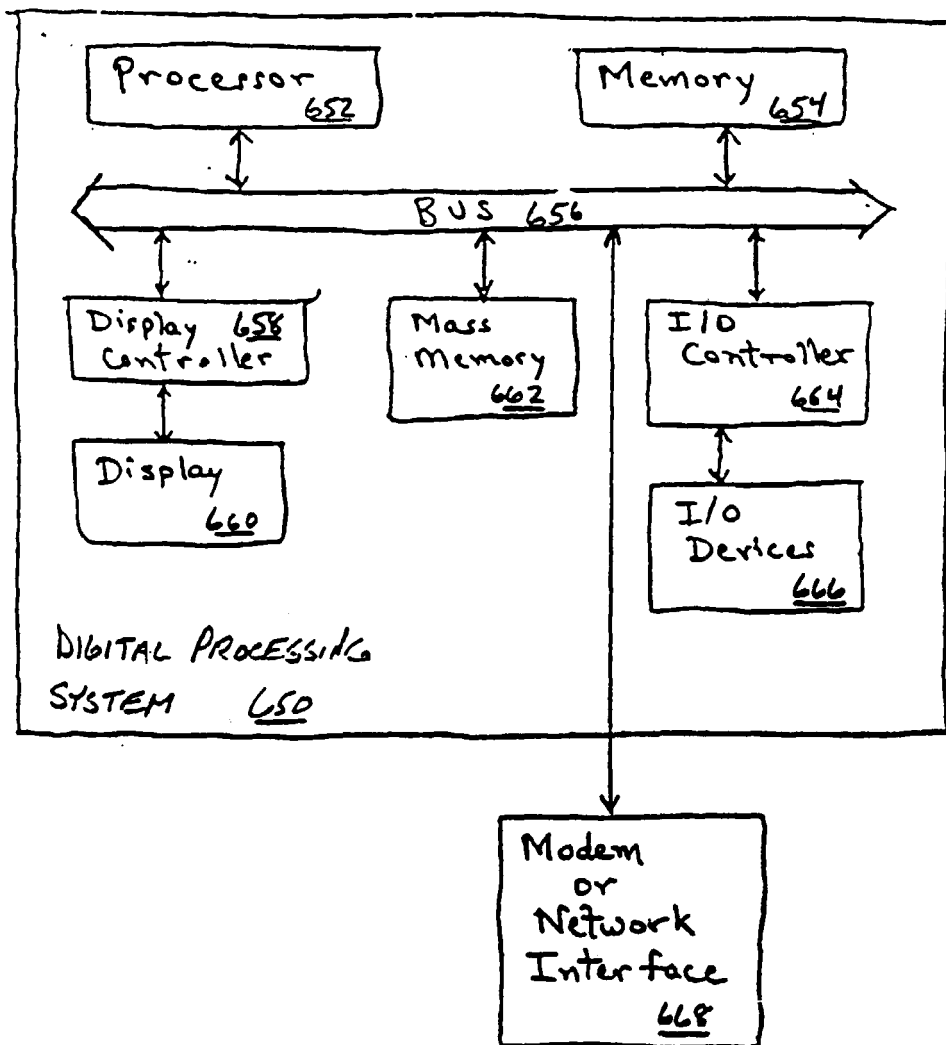 Processor
652
Memory
654
BUS 656
Display 658
Controller
Mass
Memory
662
I/O
Controller
664
Display
660
I/O
Devices
666
DIGITAL PROCESSING
SYSTEM 650
Modem
or
Network
Interface
668